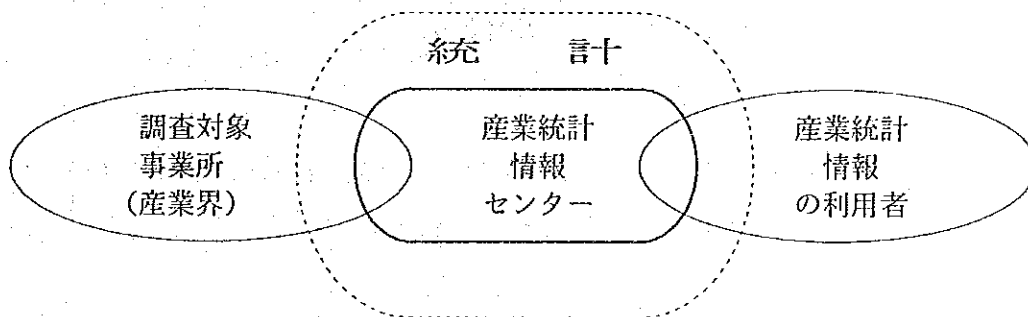 統計
調査対象
事業所
(産業界)
産業統計
情報
センター
産業統計
情報
の利用者